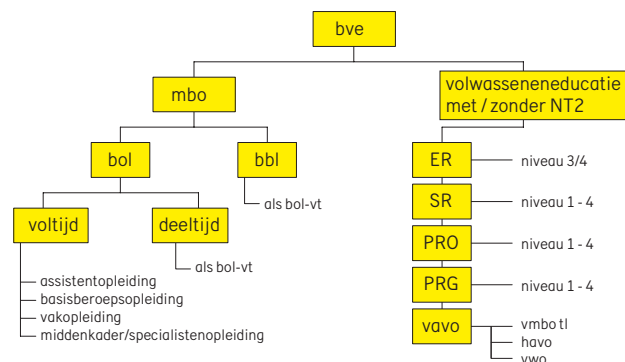 bve
mbo
volwasseneneducatie
met / zonder NT2
bol
bbl
als bol-vt
voltijd
deeltijd
als bol-vt
assistentopleiding
basisberoepsopleiding
vakopleiding
middenkader/specialistenopleiding
ER
niveau 3/4
SR
niveau 1 - 4
PRO
niveau 1 - 4
PRG
niveau 1 - 4
vavo
vmbo tl
havo
vwo